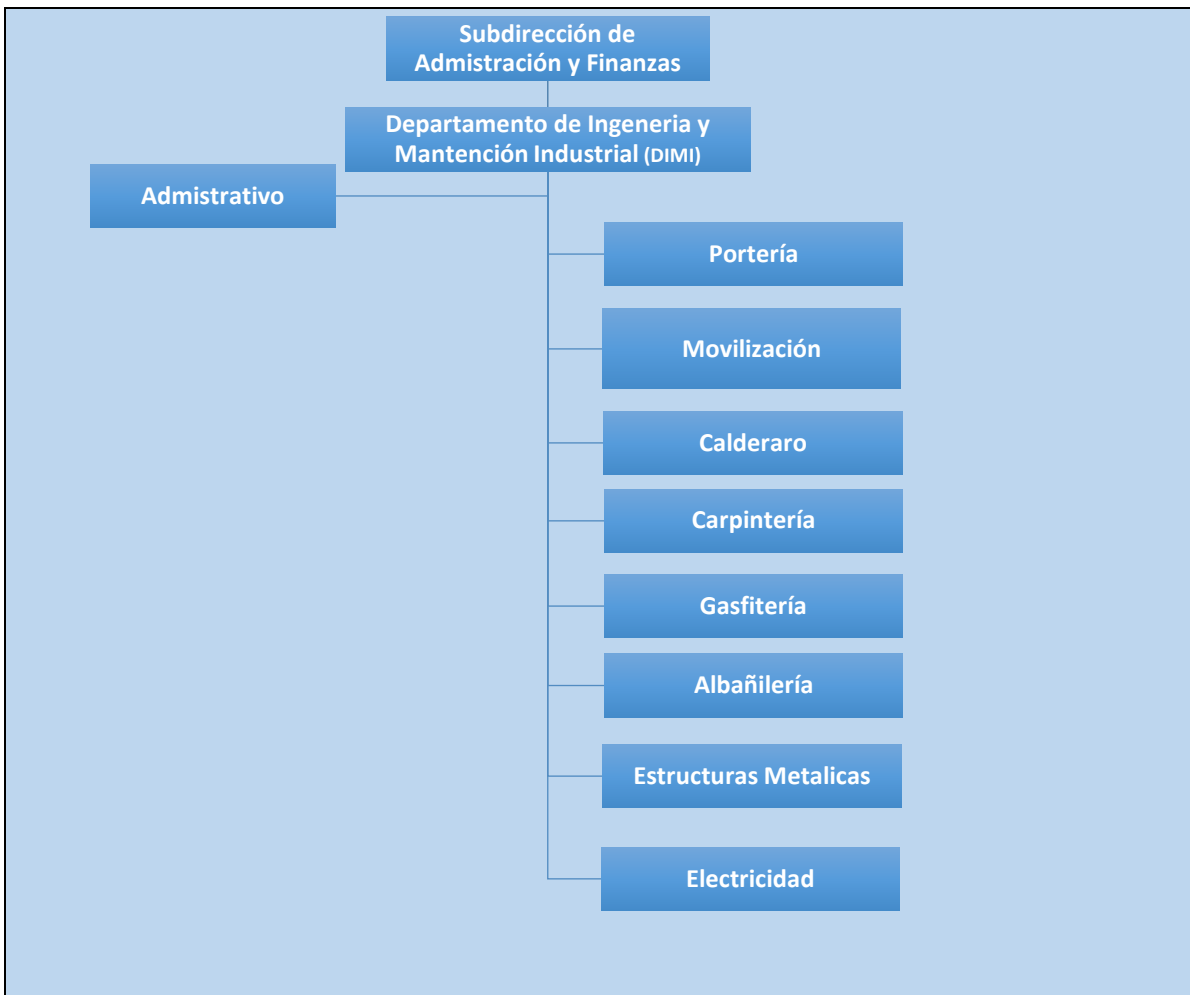 Subdirección de
Admistración y Finanzas
Departamento de Ingeneria y
Mantención Industrial (DIMI)
Admistrativo
Portería
Movilización
Calderaro
Carpintería
Gasfitería
Albañilería
Estructuras Metalicas
Electricidad